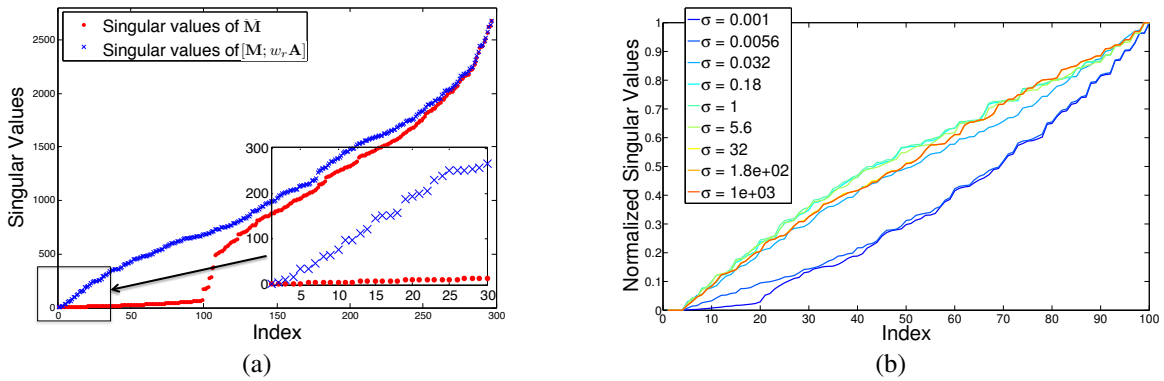 Singular values of M
Singular values of [M; w_r A]
Singular Values
2500
2000
1500
1000
500
0
0
50
100
150
200
250
300
Index
300
200
100
0
5
10
15
20
25
30
(a)
σ = 0.001
σ = 0.0056
σ = 0.032
σ = 0.18
σ = 1
σ = 5.6
σ = 32
σ = 1.8e+02
σ = 1e+03
Normalized Singular Values
1
0.9
0.8
0.7
0.6
0.5
0.4
0.3
0.2
0.1
0
0
10
20
30
40
50
60
70
80
90
100
Index
(b)